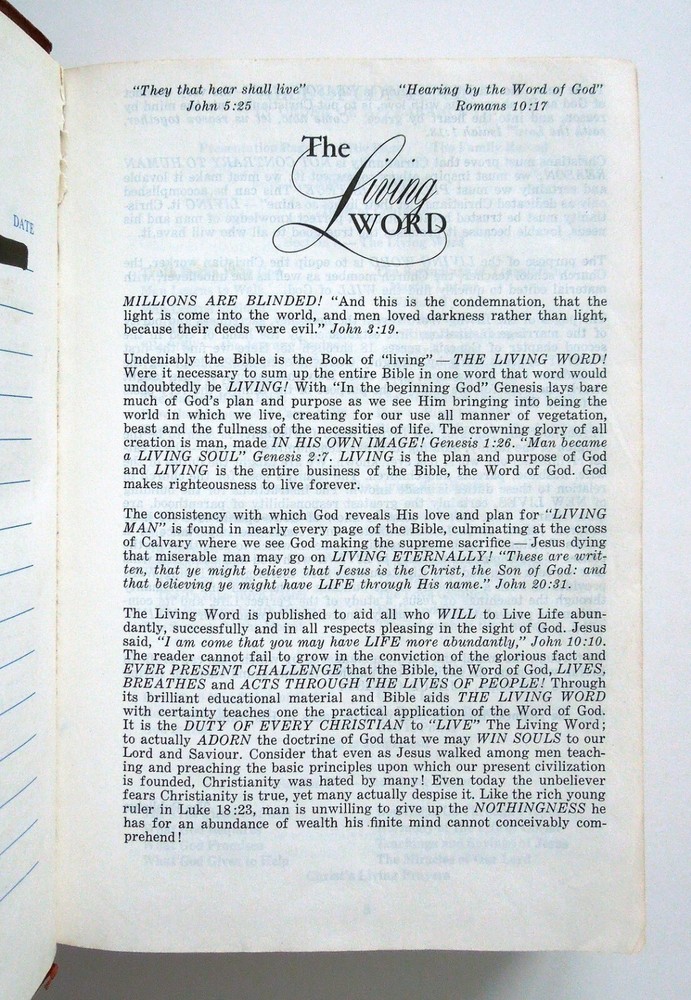 DATE
"They that hear shall live" "Hearing by the Word of God"
John 5:25 Romans 10:17
The
Living
WORD
MILLIONS ARE BLINDED! "And this is the condemnation, that the
light is come into the world, and men loved darkness rather than light,
because their deeds were evil." John 3:19.
Undeniably the Bible is the Book of "living" — THE LIVING WORD!
Were it necessary to sum up the entire Bible in one word that word would
undoubtedly be LIVING! With "In the beginning God" Genesis lays bare
much of God's plan and purpose as we see Him bringing into being the
world in which we live, creating for our use all manner of vegetation,
beast and the fullness of the necessities of life. The crowning glory of all
creation is man, made IN HIS OWN IMAGE! Genesis 1:26. "Man became
a LIVING SOUL" Genesis 2:7. LIVING is the plan and purpose of God
and LIVING is the entire business of the Bible, the Word of God. God
makes righteousness to live forever.
The consistency with which God reveals His love and plan for "LIVING
MAN" is found in nearly every page of the Bible, culminating at the cross
of Calvary where we see God making the supreme sacrifice — Jesus dying
that miserable man may go on LIVING ETERNALLY! "These are writ-
ten, that ye might believe that Jesus is the Christ, the Son of God: and
that believing ye might have LIFE through His name." John 20:31.
The Living Word is published to aid all who WILL to Live Life abun-
dantly, successfully and in all respects pleasing in the sight of God. Jesus
said, "I am come that you may have LIFE more abundantly," John 10:10.
The reader cannot fail to grow in the conviction of the glorious fact and
EVER PRESENT CHALLENGE that the Bible, the Word of God, LIVES,
BREATHES and ACTS THROUGH THE LIVES OF PEOPLE! Through
its brilliant educational material and Bible aids THE LIVING WORD
with certainty teaches one the practical application of the Word of God.
It is the DUTY OF EVERY CHRISTIAN to "LIVE" The Living Word;
to actually ADORN the doctrine of God that we may WIN SOULS to our
Lord and Saviour. Consider that even as Jesus walked among men teach-
ing and preaching the basic principles upon which our present civilization
is founded, Christianity was hated by many! Even today the unbeliever
fears Christianity is true, yet many actually despise it. Like the rich young
ruler in Luke 18:23, man is unwilling to give up the NOTHINGNESS he
has for an abundance of wealth his finite mind cannot conceivably com-
prehend!
What God Gives to Help The Miracles of Our Lord
Christ's Living Prayers